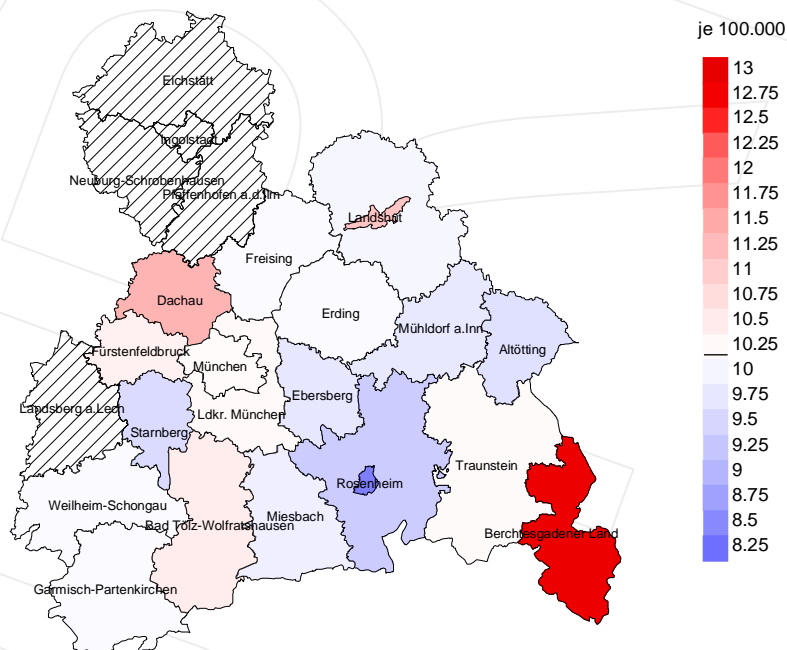 je 100.000
13
12.75
12.5
12.25
12
11.75
11.5
11.25
11
10.75
10.5
10.25
10
9.75
9.5
9.25
9
8.75
8.5
8.25
Eichstätt
Ingolstadt
Neuburg-Schrobenhausen
Pfaffenhofen a.d.Ilm
Landshut
Freising
Dachau
Erding
Mühldorf a.Inn
Altötting
Fürstenfeldbruck
München
Ebersberg
Landsberg a.Lech
Ldkr. München
Starnberg
Traunstein
Rosenheim
Weilheim-Schongau
Miesbach
Bad Tölz-Wolfratshausen
Berchtesgadener Land
Garmisch-Partenkirchen